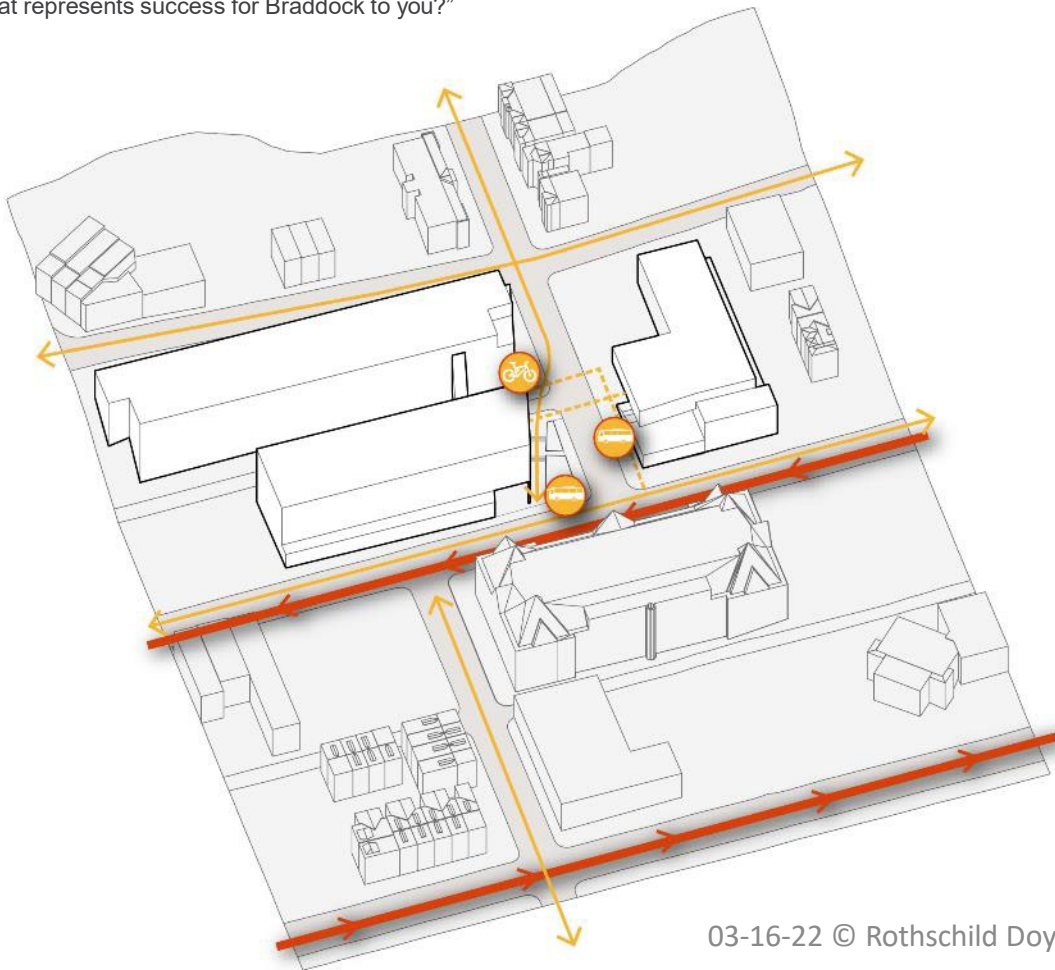 at represents success for Braddock to you?”
03-16-22 © Rothschild Doy